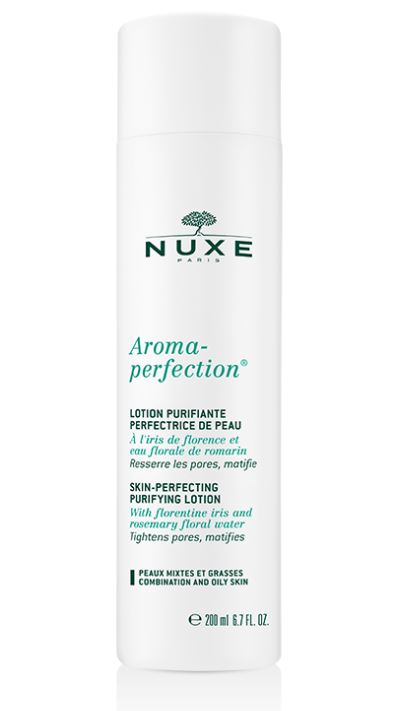 NUXE
PARIS
Aroma-
perfection®
LOTION PURIFIANTE
PERFECTRICE DE PEAU
À l'iris de florence et
eau florale de romarin
Resserre les pores, matifie
SKIN-PERFECTING
PURIFYING LOTION
With florentine iris and
rosemary floral water
Tightens pores, matifies
PEAUX MIXTES ET GRASSES
COMBINATION AND OILY SKIN
℮ 200 ml 6.7 FL. OZ.